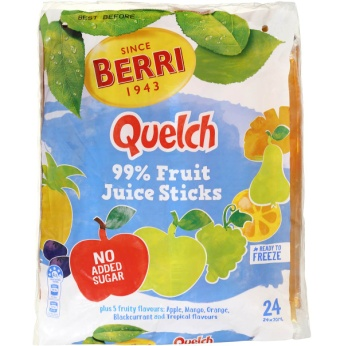 BEST BEFORE
SINCE
BERRI
1943
Quelch
99% Fruit
Juice Sticks
NO
ADDED
SUGAR
READY TO
FREEZE
plus 5 fruity flavours: Apple, Mango, Orange,
Blackcurrant and Tropical flavours
24
Quelch